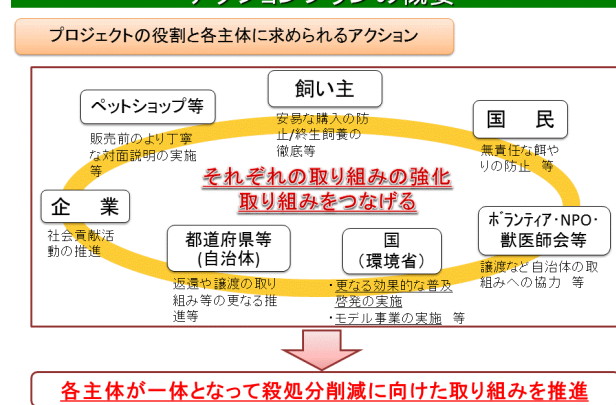 アクションプランの概要
プロジェクトの役割と各主体に求められるアクション
飼い主
安易な購入の防
止/終生飼養の
徹底等
ペットショップ等
販売前のより丁寧
な対面説明の実施
等
国　民
無責任な餌や
りの防止　等
それぞれの取り組みの強化
取り組みをつなげる
企　業
社会貢献活
動の推進
都道府県等
(自治体)
返還や譲渡の取り
組み等の更なる推
進等
国
(環境省)
・更なる効果的な普及
啓発の実施
・モデル事業の実施　等
ボランティア・NPO・
獣医師会等
譲渡など自治体の取
組みへの協力　等
各主体が一体となって殺処分削減に向けた取り組みを推進